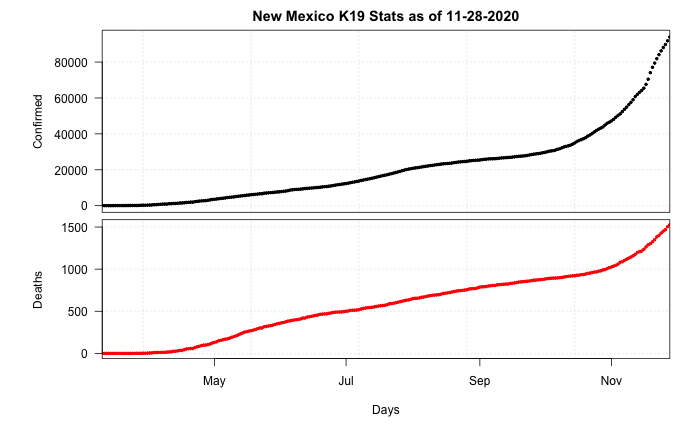 New Mexico K19 Stats as of 11-28-2020
Confirmed
80000
60000
40000
20000
0
Deaths
1500
1000
500
0
May Jul Sep Nov
Days